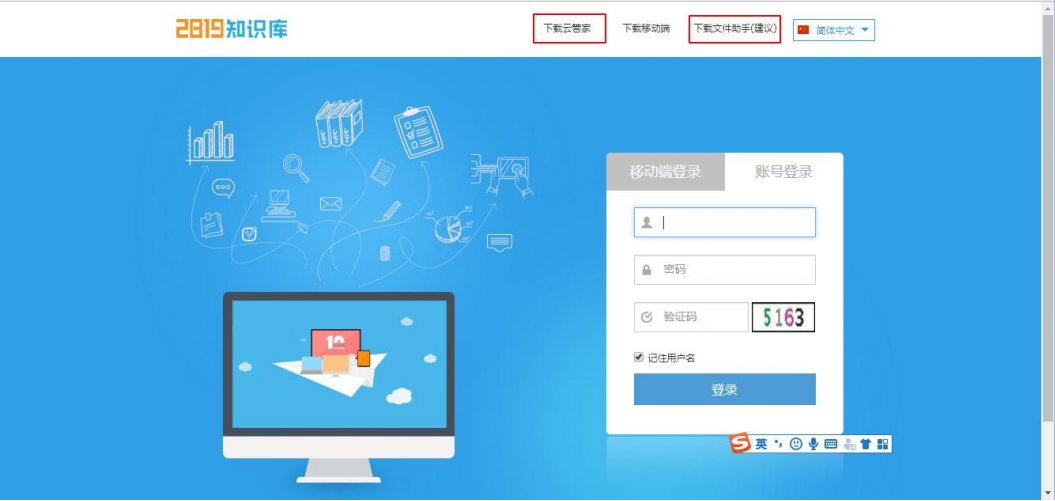 2819知识库
下载云管家
下载移动端
下载文件助手(建议)
简体中文
移动端登录
账号登录
密码
验证码
5163
记住用户名
登录
英
10